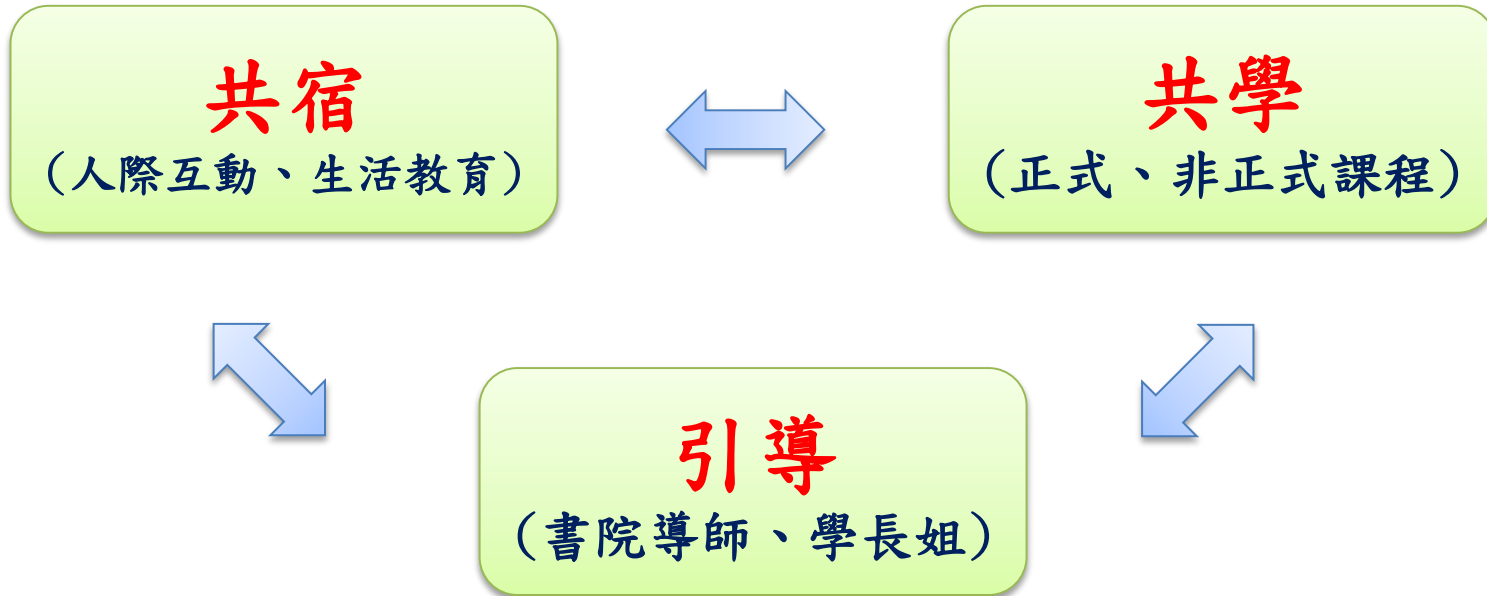 共宿
(人際互動、生活教育)
共學
(正式、非正式課程)
引導
(書院導師、學長姐)